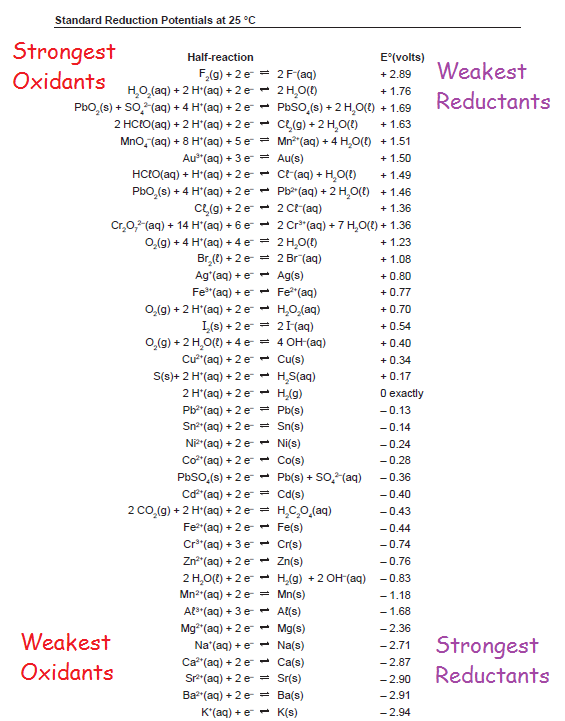 Standard Reduction Potentials at 25 °C
Strongest
Oxidants
Weakest
Reductants
Half-reaction E°(volts)
F₂(g) + 2 e⁻ ⇌ 2 F⁻(aq) + 2.89
H₂O₂(aq) + 2 H⁺(aq) + 2 e⁻ ⇌ 2 H₂O(ℓ) + 1.76
PbO₂(s) + SO₄²⁻(aq) + 4 H⁺(aq) + 2 e⁻ ⇌ PbSO₄(s) + 2 H₂O(ℓ) + 1.69
2 HCℓO(aq) + 2 H⁺(aq) + 2 e⁻ ⇌ Cℓ₂(g) + 2 H₂O(ℓ) + 1.63
MnO₄⁻(aq) + 8 H⁺(aq) + 5 e⁻ ⇌ Mn²⁺(aq) + 4 H₂O(ℓ) + 1.51
Au³⁺(aq) + 3 e⁻ ⇌ Au(s) + 1.50
HCℓO(aq) + H⁺(aq) + 2 e⁻ ⇌ Cℓ⁻(aq) + H₂O(ℓ) + 1.49
PbO₂(s) + 4 H⁺(aq) + 2 e⁻ ⇌ Pb²⁺(aq) + 2 H₂O(ℓ) + 1.46
Cℓ₂(g) + 2 e⁻ ⇌ 2 Cℓ⁻(aq) + 1.36
Cr₂O₇²⁻(aq) + 14 H⁺(aq) + 6 e⁻ ⇌ 2 Cr³⁺(aq) + 7 H₂O(ℓ) + 1.36
O₂(g) + 4 H⁺(aq) + 4 e⁻ ⇌ 2 H₂O(ℓ) + 1.23
Br₂(ℓ) + 2 e⁻ ⇌ 2 Br⁻(aq) + 1.08
Ag⁺(aq) + e⁻ ⇌ Ag(s) + 0.80
Fe³⁺(aq) + e⁻ ⇌ Fe²⁺(aq) + 0.77
O₂(g) + 2 H⁺(aq) + 2 e⁻ ⇌ H₂O₂(aq) + 0.70
I₂(s) + 2 e⁻ ⇌ 2 I⁻(aq) + 0.54
O₂(g) + 2 H₂O(ℓ) + 4 e⁻ ⇌ 4 OH⁻(aq) + 0.40
Cu²⁺(aq) + 2 e⁻ ⇌ Cu(s) + 0.34
S(s)+ 2 H⁺(aq) + 2 e⁻ ⇌ H₂S(aq) + 0.17
2 H⁺(aq) + 2 e⁻ ⇌ H₂(g) 0 exactly
Pb²⁺(aq) + 2 e⁻ ⇌ Pb(s) – 0.13
Sn²⁺(aq) + 2 e⁻ ⇌ Sn(s) – 0.14
Ni²⁺(aq) + 2 e⁻ ⇌ Ni(s) – 0.24
Co²⁺(aq) + 2 e⁻ ⇌ Co(s) – 0.28
PbSO₄(s) + 2 e⁻ ⇌ Pb(s) + SO₄²⁻(aq) – 0.36
Cd²⁺(aq) + 2 e⁻ ⇌ Cd(s) – 0.40
2 CO₂(g) + 2 H⁺(aq) + 2 e⁻ ⇌ H₂C₂O₄(aq) – 0.43
Fe²⁺(aq) + 2 e⁻ ⇌ Fe(s) – 0.44
Cr³⁺(aq) + 3 e⁻ ⇌ Cr(s) – 0.74
Zn²⁺(aq) + 2 e⁻ ⇌ Zn(s) – 0.76
2 H₂O(ℓ) + 2 e⁻ ⇌ H₂(g) + 2 OH⁻(aq) – 0.83
Mn²⁺(aq) + 2 e⁻ ⇌ Mn(s) – 1.18
Aℓ³⁺(aq) + 3 e⁻ ⇌ Aℓ(s) – 1.68
Mg²⁺(aq) + 2 e⁻ ⇌ Mg(s) – 2.36
Na⁺(aq) + e⁻ ⇌ Na(s) – 2.71
Ca²⁺(aq) + 2 e⁻ ⇌ Ca(s) – 2.87
Sr²⁺(aq) + 2 e⁻ ⇌ Sr(s) – 2.90
Ba²⁺(aq) + 2 e⁻ ⇌ Ba(s) – 2.91
K⁺(aq) + e⁻ ⇌ K(s) – 2.94
Weakest
Oxidants
Strongest
Reductants